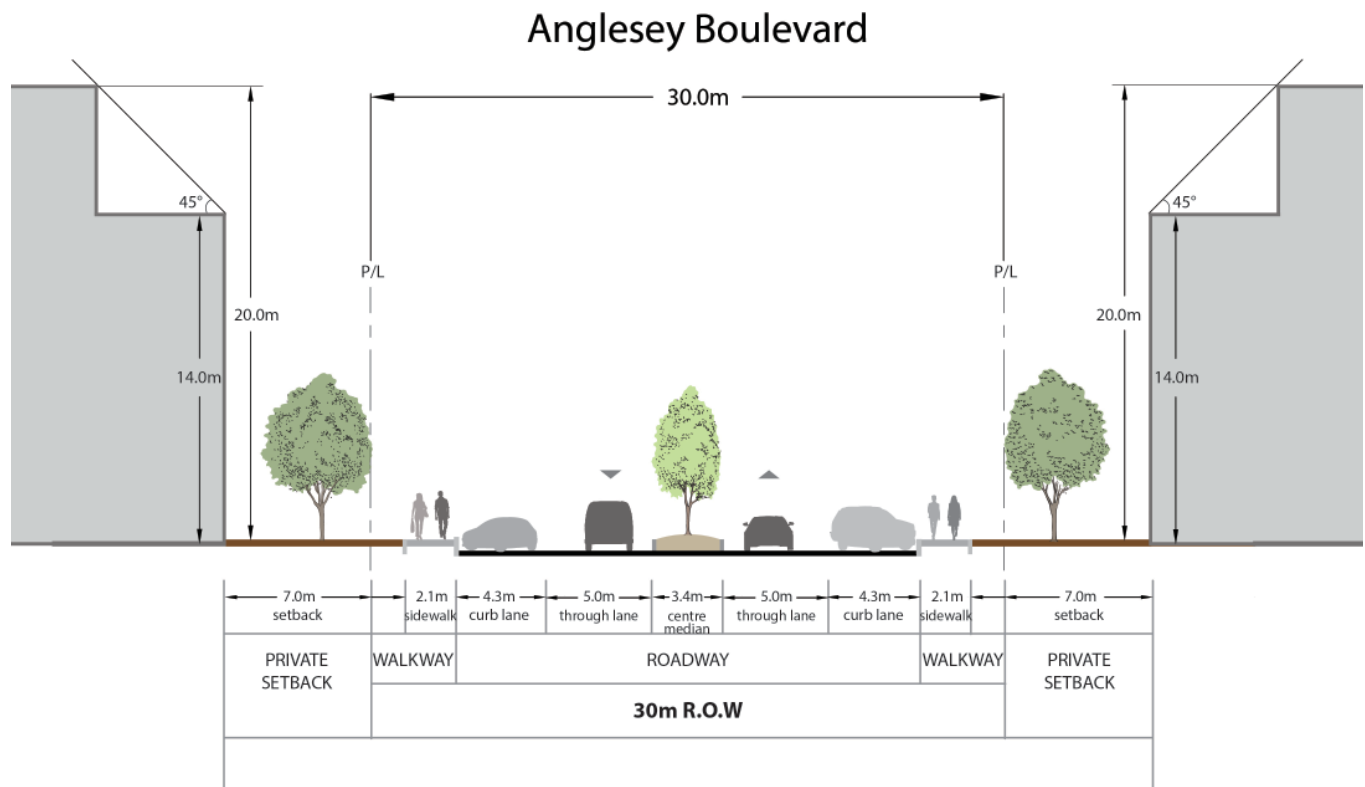 Anglesey Boulevard
30.0m
45°
45°
P/L
P/L
20.0m
20.0m
14.0m
14.0m
7.0m
setback
2.1m
sidewalk
4.3m
curb lane
5.0m
through lane
3.4m
centre
median
5.0m
through lane
4.3m
curb lane
2.1m
sidewalk
7.0m
setback
PRIVATE
SETBACK
WALKWAY
ROADWAY
WALKWAY
PRIVATE
SETBACK
30m R.O.W